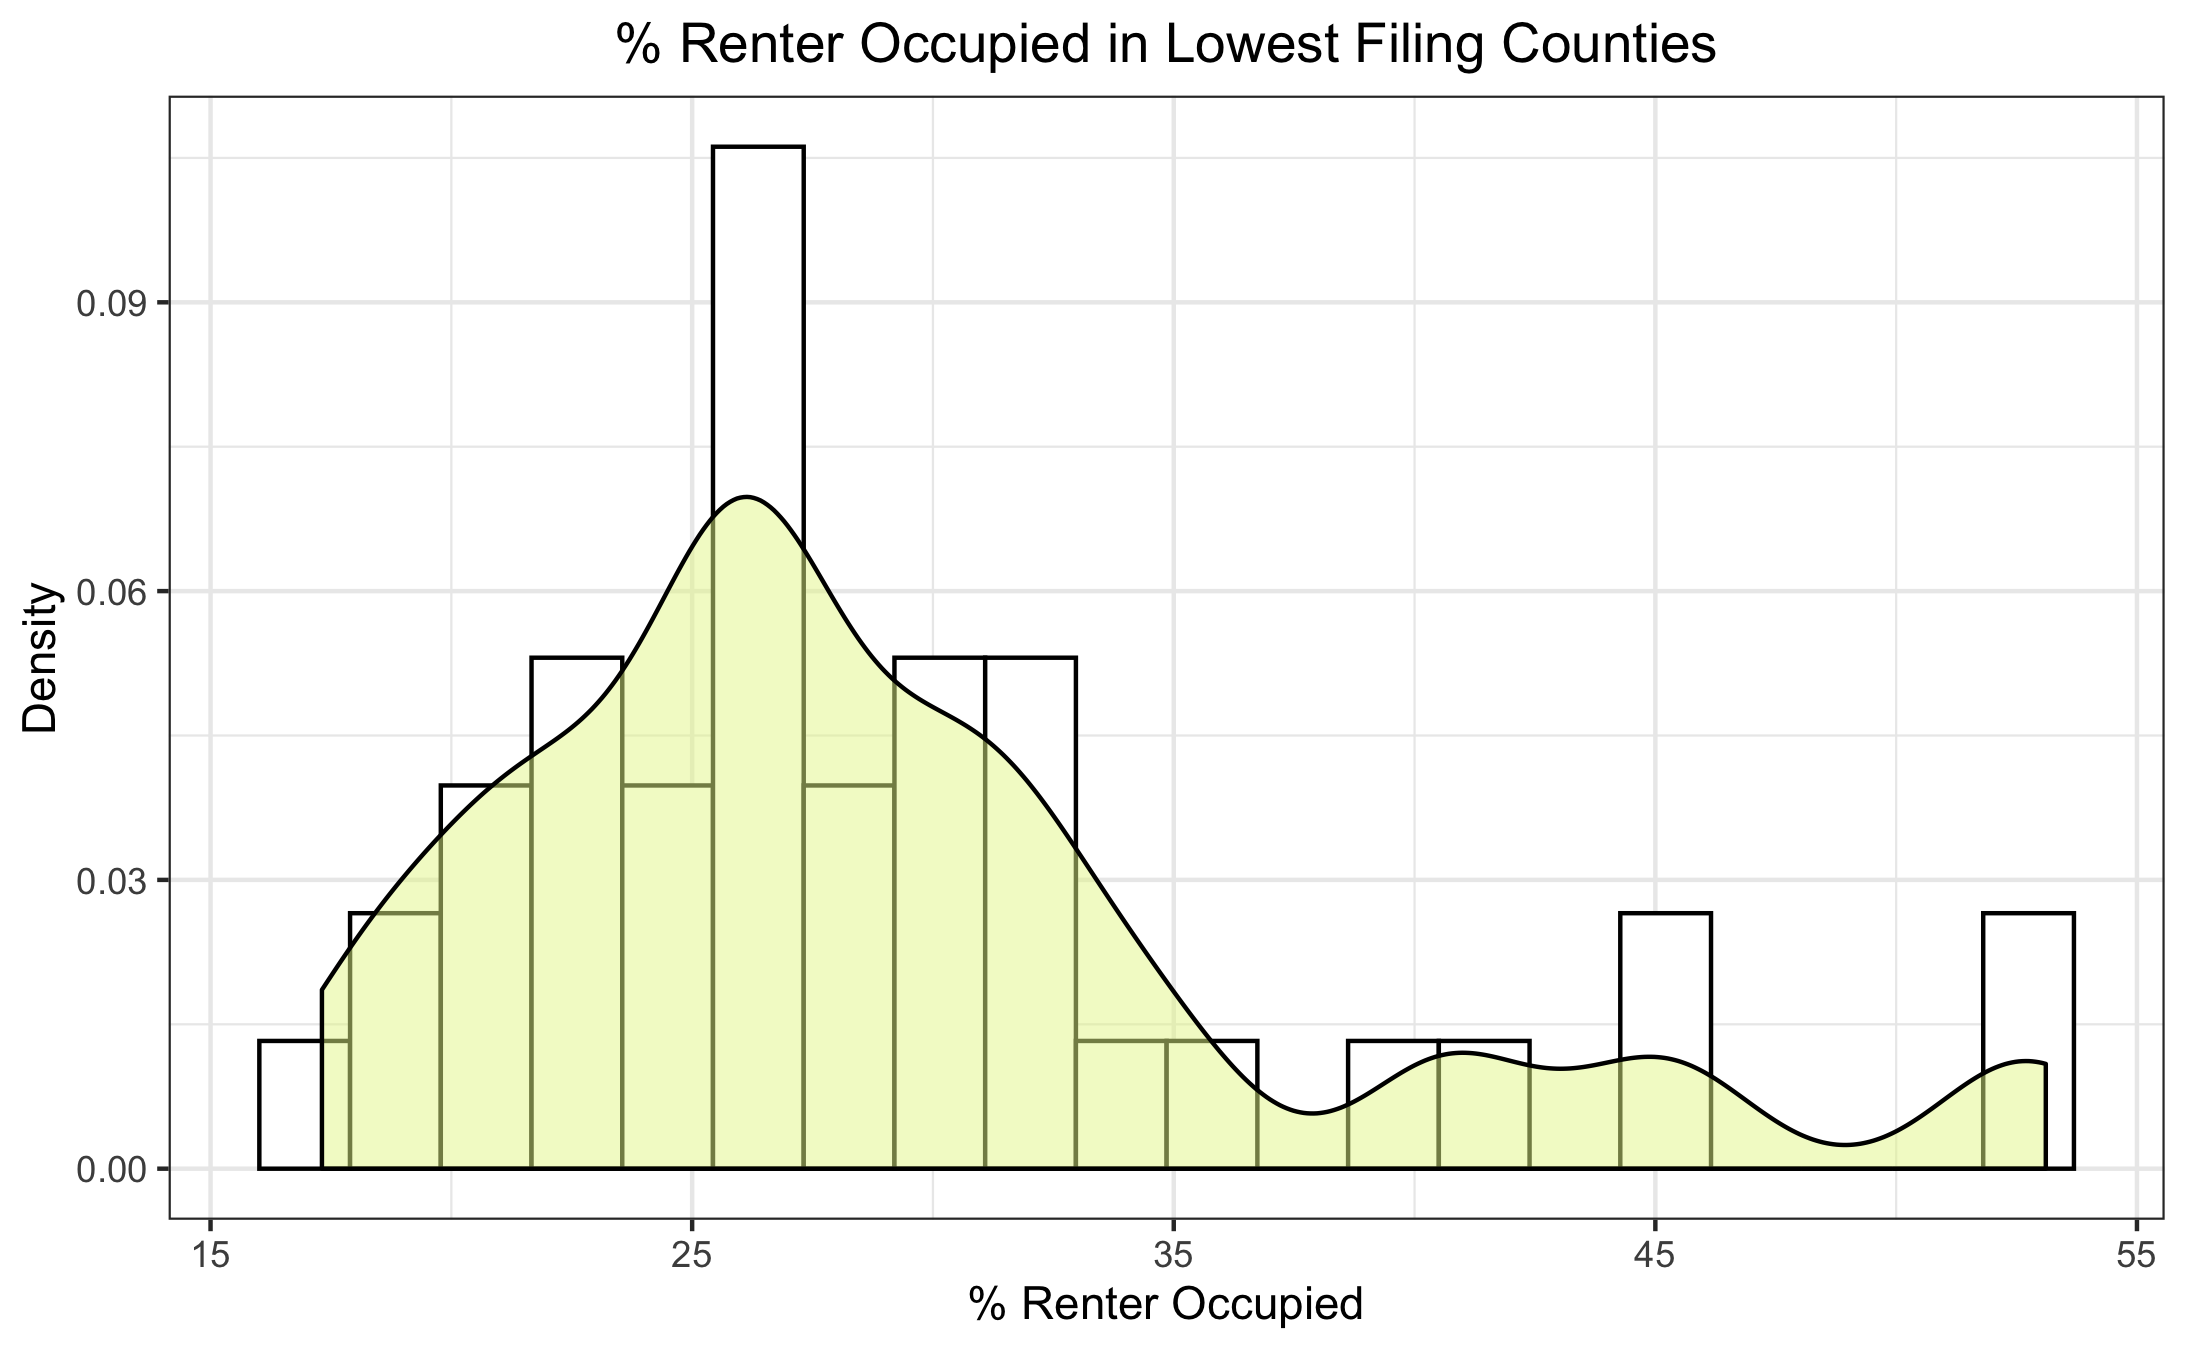 % Renter Occupied in Lowest Filing Counties
Density
0.09
0.06
0.03
0.00
15 25 35 45 55
% Renter Occupied